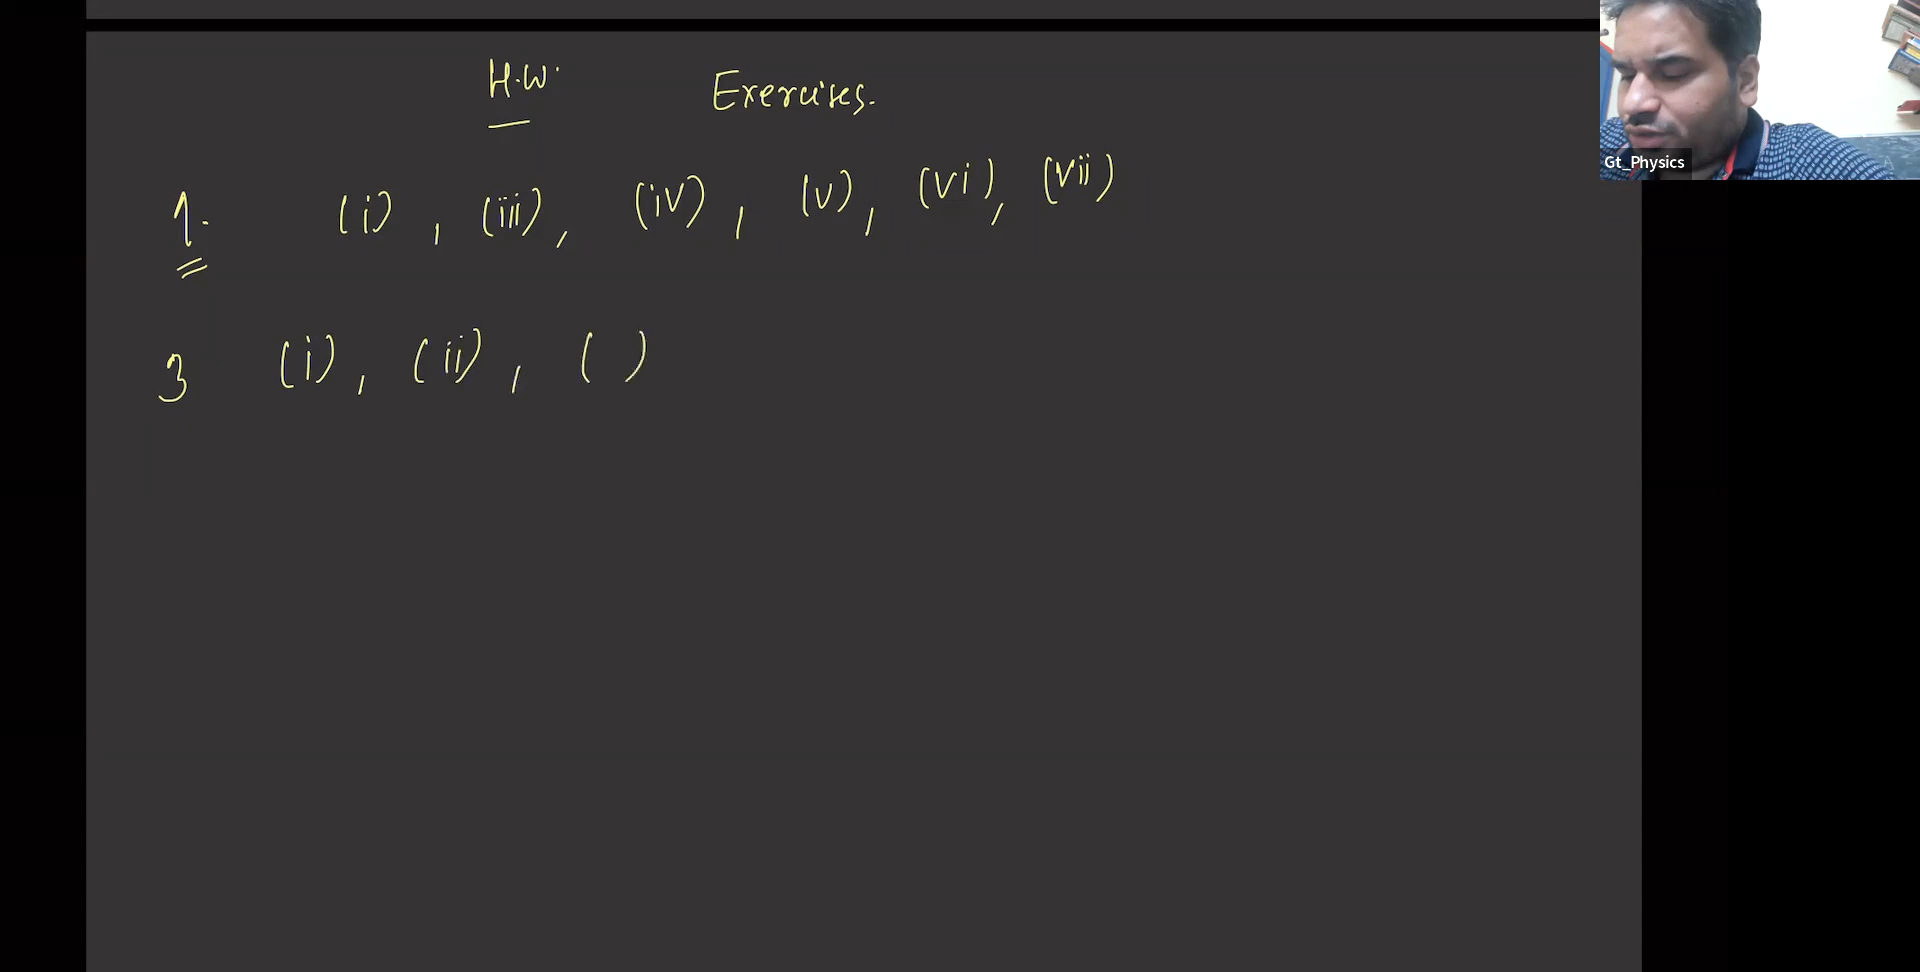 H.W. Exercises.
1. (i), (iii), (iv), (v), (vi), (vii)
3 (i), (ii), ( )
Gt_Physics